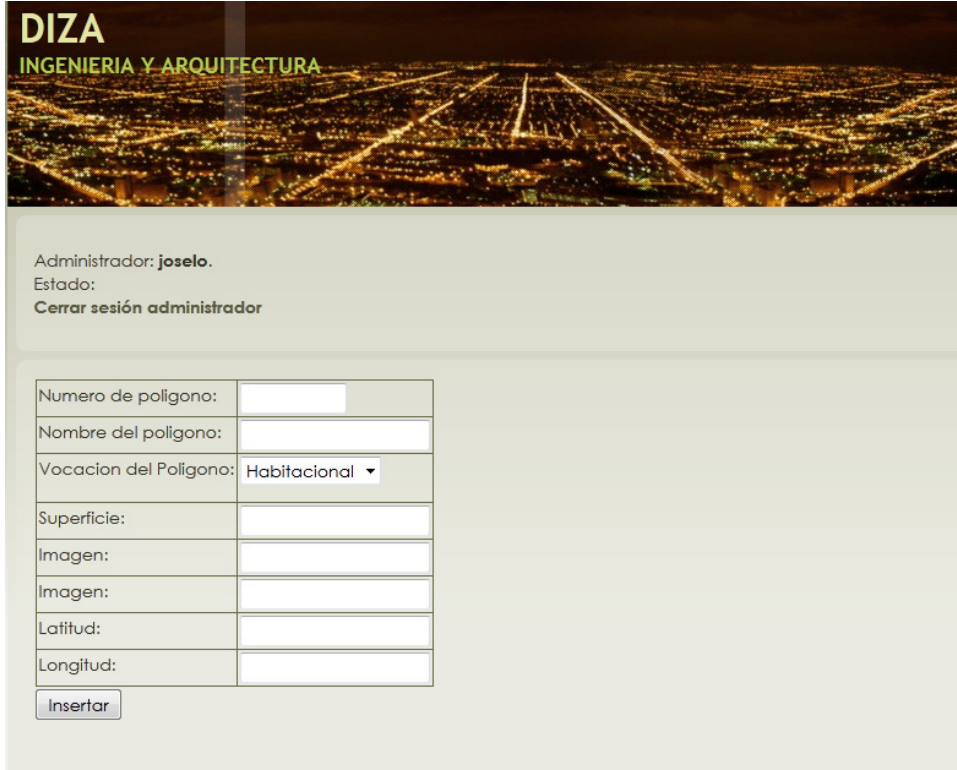 DIZA
INGENIERIA Y ARQUITECTURA
Administrador: joselo.
Estado:
Cerrar sesión administrador
Numero de poligono:
Nombre del poligono:
Vocacion del Poligono: Habitacional
Superficie:
Imagen:
Imagen:
Latitud:
Longitud:
Insertar